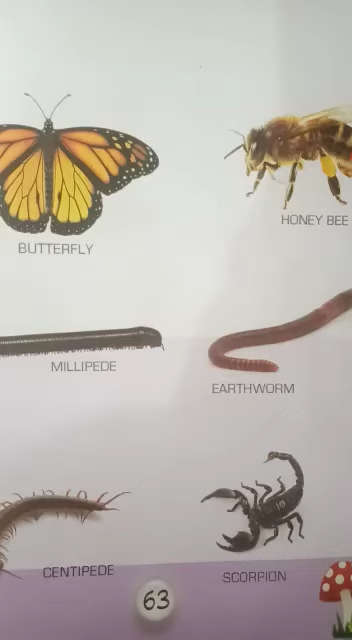 BUTTERFLY
HONEY BEE
MILLIPEDE
EARTHWORM
CENTIPEDE
SCORPION
63